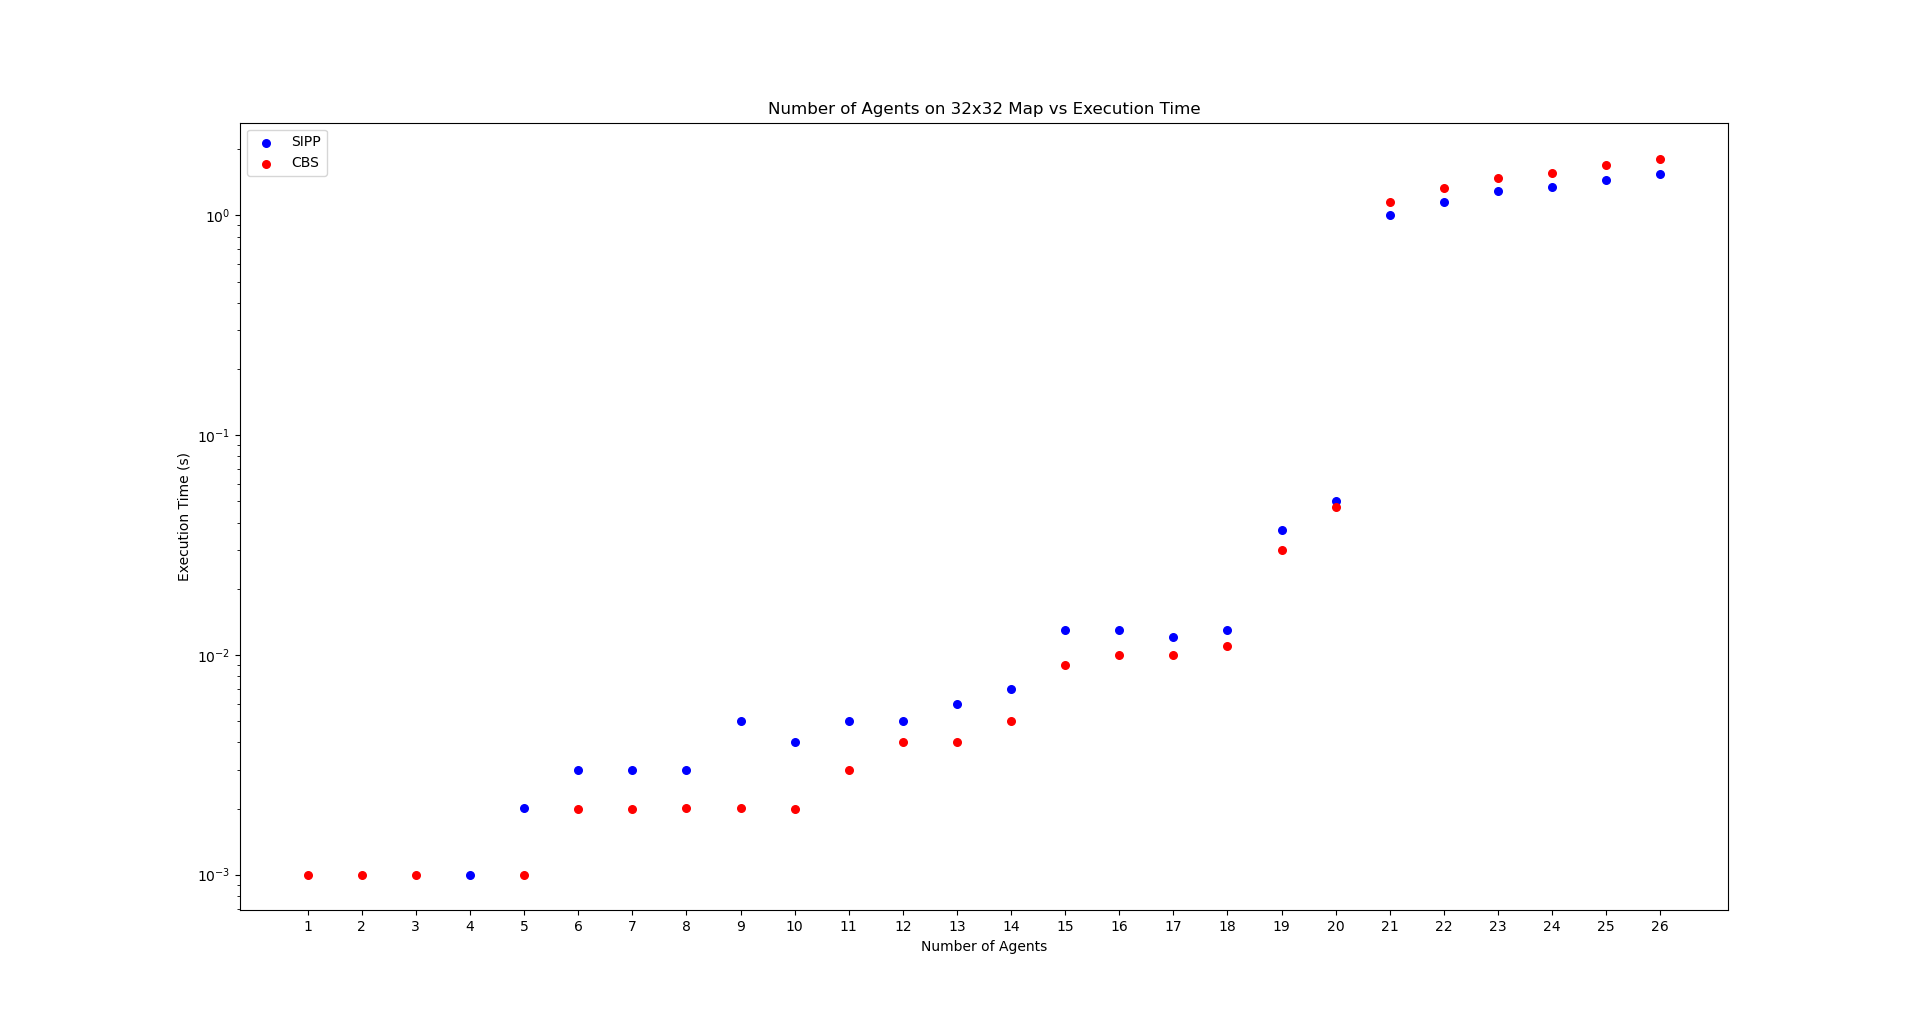 Number of Agents on 32x32 Map vs Execution Time
SIPP
CBS
10⁰
10⁻¹
10⁻²
10⁻³
Execution Time (s)
1 2 3 4 5 6 7 8 9 10 11 12 13 14 15 16 17 18 19 20 21 22 23 24 25 26
Number of Agents